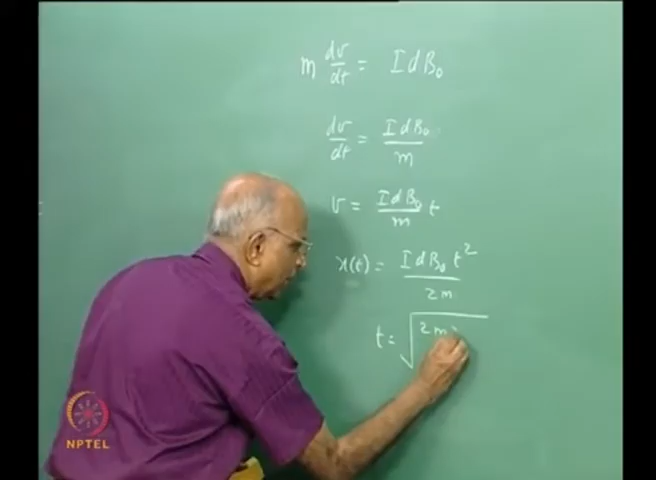 m dv/dt = I d B₀
dv/dt = I d B₀ / m
v = I d B₀ / m t
x(t) = I d B₀ t² / 2m
t = √2m
NPTEL